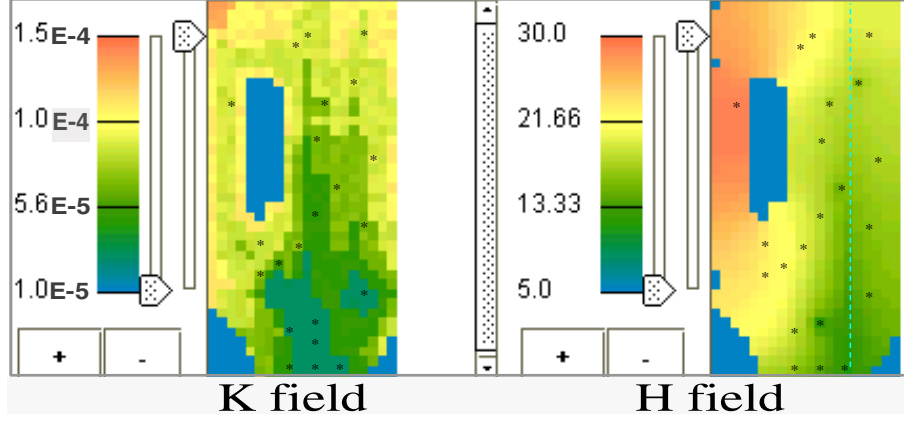 1.5E-4
1.0 E-4
5.6E-5
1.0E-5
+ -
30.0
21.66
13.33
5.0
+ -
K field
H field